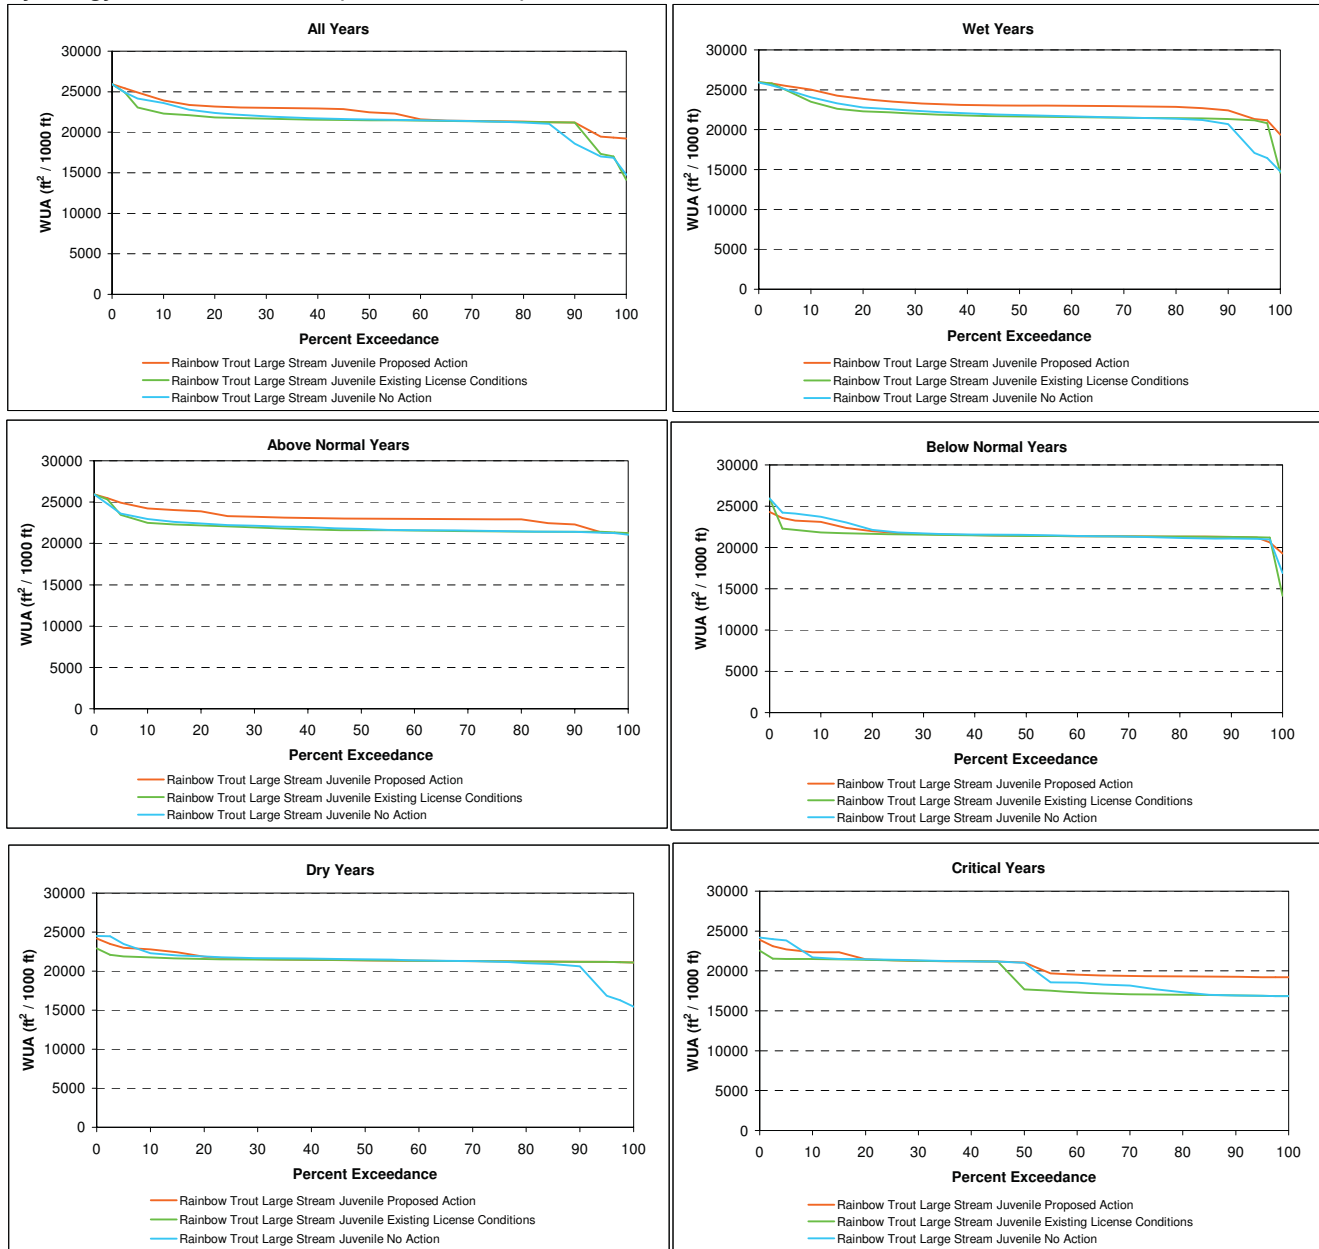 All Years
30000
25000
20000
15000
10000
5000
0
WUA (ft² / 1000 ft)
0 10 20 30 40 50 60 70 80 90 100
Percent Exceedance
Rainbow Trout Large Stream Juvenile Proposed Action
Rainbow Trout Large Stream Juvenile Existing License Conditions
Rainbow Trout Large Stream Juvenile No Action
Wet Years
30000
25000
20000
15000
10000
5000
0
WUA (ft² / 1000 ft)
0 10 20 30 40 50 60 70 80 90 100
Percent Exceedance
Rainbow Trout Large Stream Juvenile Proposed Action
Rainbow Trout Large Stream Juvenile Existing License Conditions
Rainbow Trout Large Stream Juvenile No Action
Above Normal Years
30000
25000
20000
15000
10000
5000
0
WUA (ft² / 1000 ft)
0 10 20 30 40 50 60 70 80 90 100
Percent Exceedance
Rainbow Trout Large Stream Juvenile Proposed Action
Rainbow Trout Large Stream Juvenile Existing License Conditions
Rainbow Trout Large Stream Juvenile No Action
Below Normal Years
30000
25000
20000
15000
10000
5000
0
WUA (ft² / 1000 ft)
0 10 20 30 40 50 60 70 80 90 100
Percent Exceedance
Rainbow Trout Large Stream Juvenile Proposed Action
Rainbow Trout Large Stream Juvenile Existing License Conditions
Rainbow Trout Large Stream Juvenile No Action
Dry Years
30000
25000
20000
15000
10000
5000
0
WUA (ft² / 1000 ft)
0 10 20 30 40 50 60 70 80 90 100
Percent Exceedance
Rainbow Trout Large Stream Juvenile Proposed Action
Rainbow Trout Large Stream Juvenile Existing License Conditions
Rainbow Trout Large Stream Juvenile No Action
Critical Years
30000
25000
20000
15000
10000
5000
0
WUA (ft² / 1000 ft)
0 10 20 30 40 50 60 70 80 90 100
Percent Exceedance
Rainbow Trout Large Stream Juvenile Proposed Action
Rainbow Trout Large Stream Juvenile Existing License Conditions
Rainbow Trout Large Stream Juvenile No Action